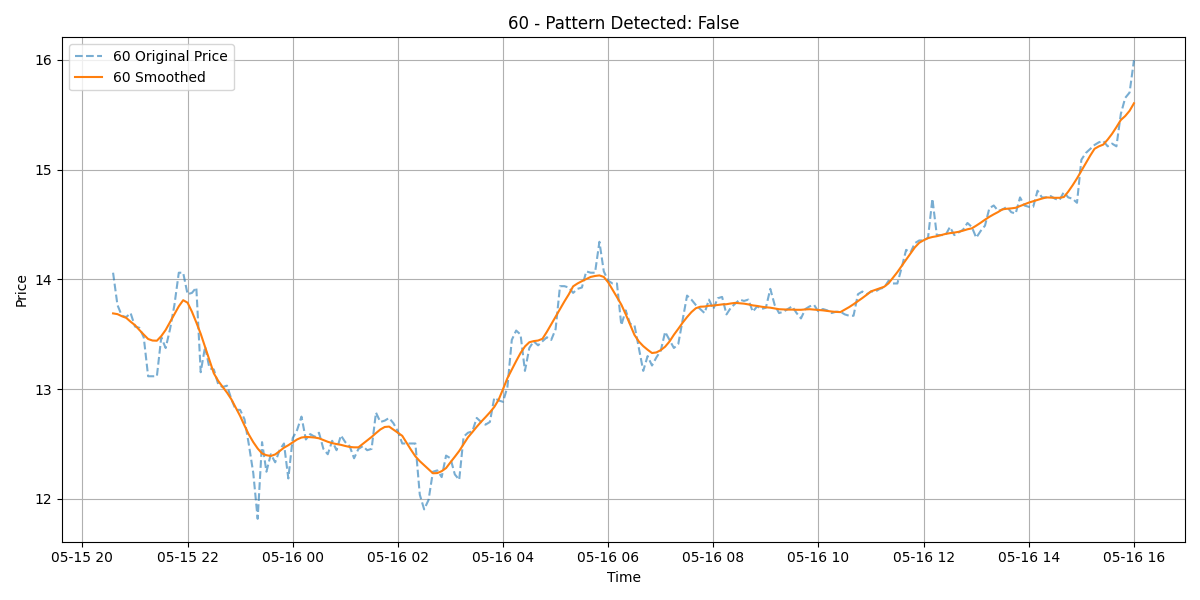 60 - Pattern Detected: False
60 Original Price
60 Smoothed
Price
16
15
14
13
12
05-15 20 05-15 22 05-16 00 05-16 02 05-16 04 05-16 06 05-16 08 05-16 10 05-16 12 05-16 14 05-16 16
Time